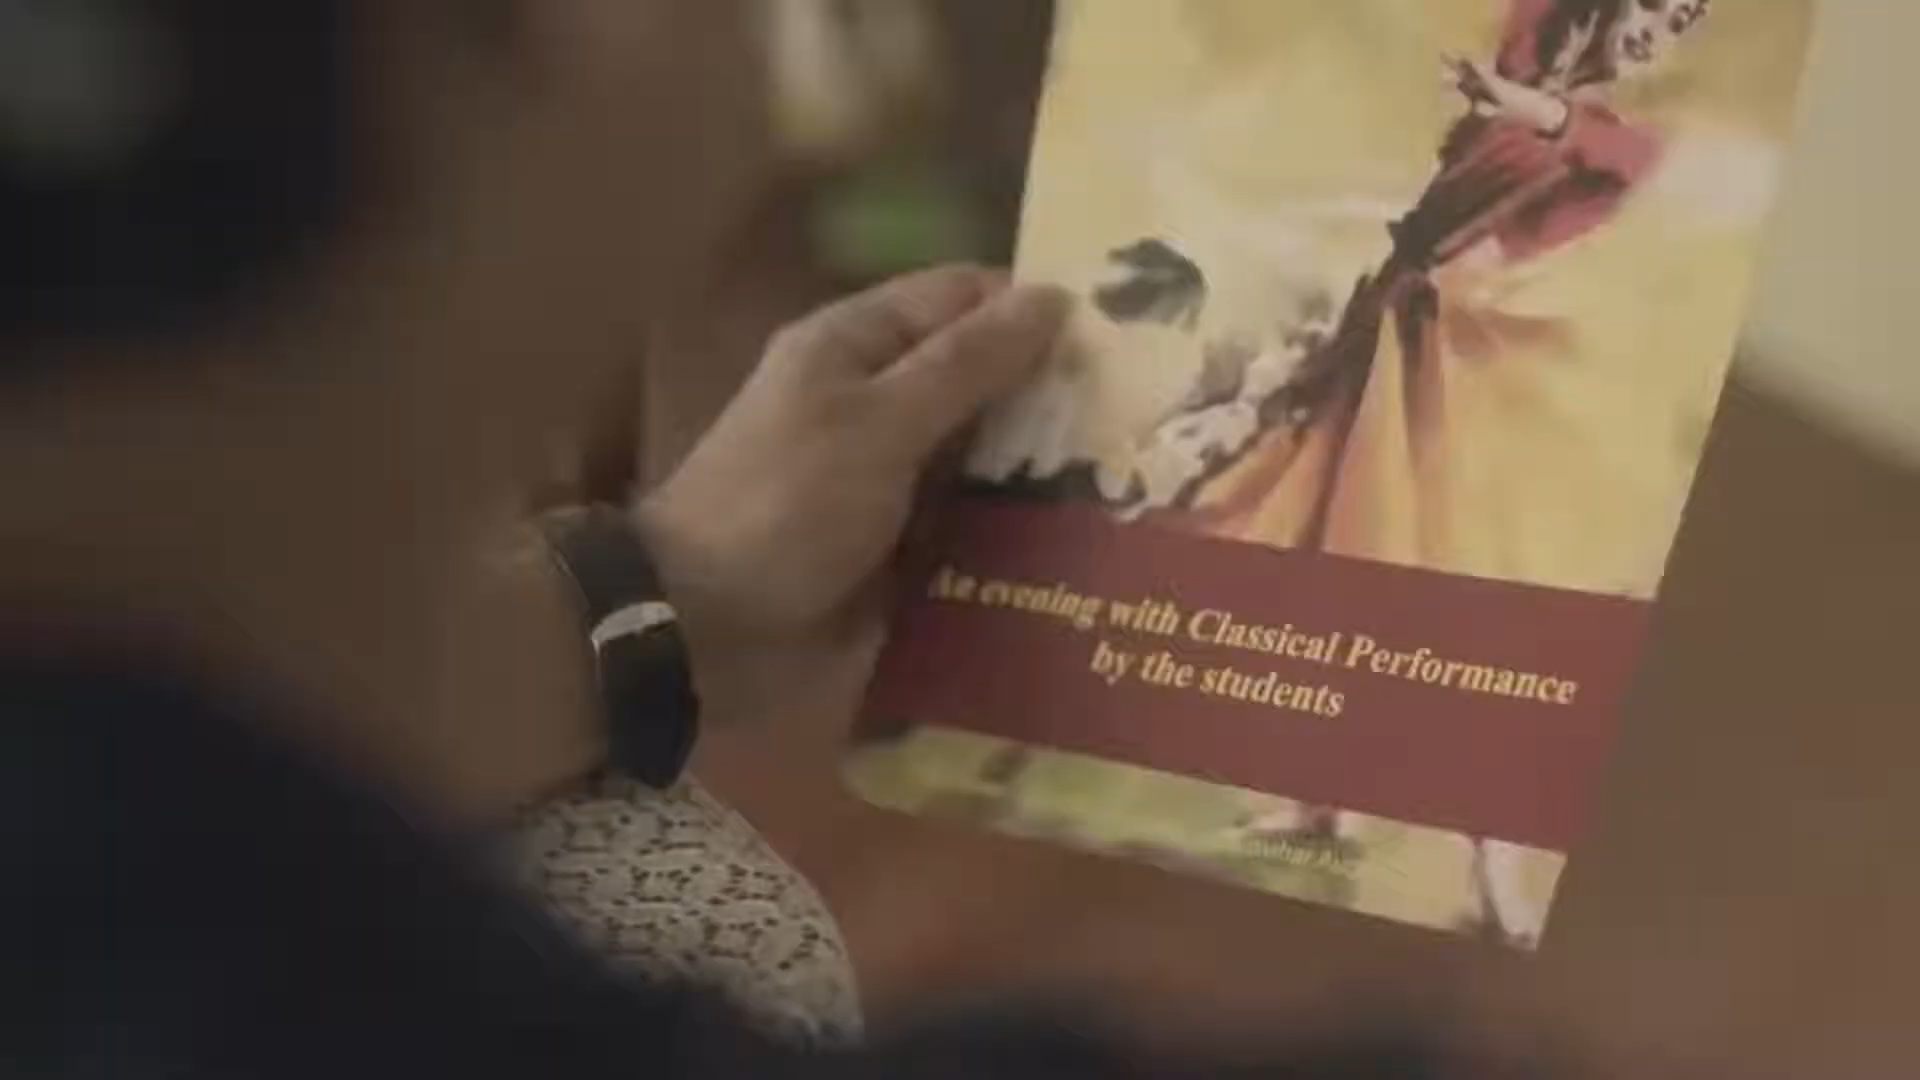 An evening with Classical Performance
by the students